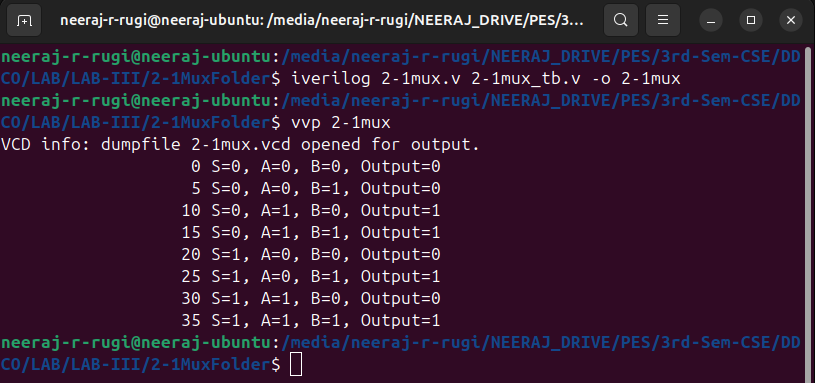 neeraj-r-rugi@neeraj-ubuntu: /media/neeraj-r-rugi/NEERAJ_DRIVE/PES/3...
neeraj-r-rugi@neeraj-ubuntu:/media/neeraj-r-rugi/NEERAJ_DRIVE/PES/3rd-Sem-CSE/DD
CO/LAB/LAB-III/2-1MuxFolder$ iverilog 2-1mux.v 2-1mux_tb.v -o 2-1mux
neeraj-r-rugi@neeraj-ubuntu:/media/neeraj-r-rugi/NEERAJ_DRIVE/PES/3rd-Sem-CSE/DD
CO/LAB/LAB-III/2-1MuxFolder$ vvp 2-1mux
VCD info: dumpfile 2-1mux.vcd opened for output.
0 S=0, A=0, B=0, Output=0
5 S=0, A=0, B=1, Output=0
10 S=0, A=1, B=0, Output=1
15 S=0, A=1, B=1, Output=1
20 S=1, A=0, B=0, Output=0
25 S=1, A=0, B=1, Output=1
30 S=1, A=1, B=0, Output=0
35 S=1, A=1, B=1, Output=1
neeraj-r-rugi@neeraj-ubuntu:/media/neeraj-r-rugi/NEERAJ_DRIVE/PES/3rd-Sem-CSE/DD
CO/LAB/LAB-III/2-1MuxFolder$